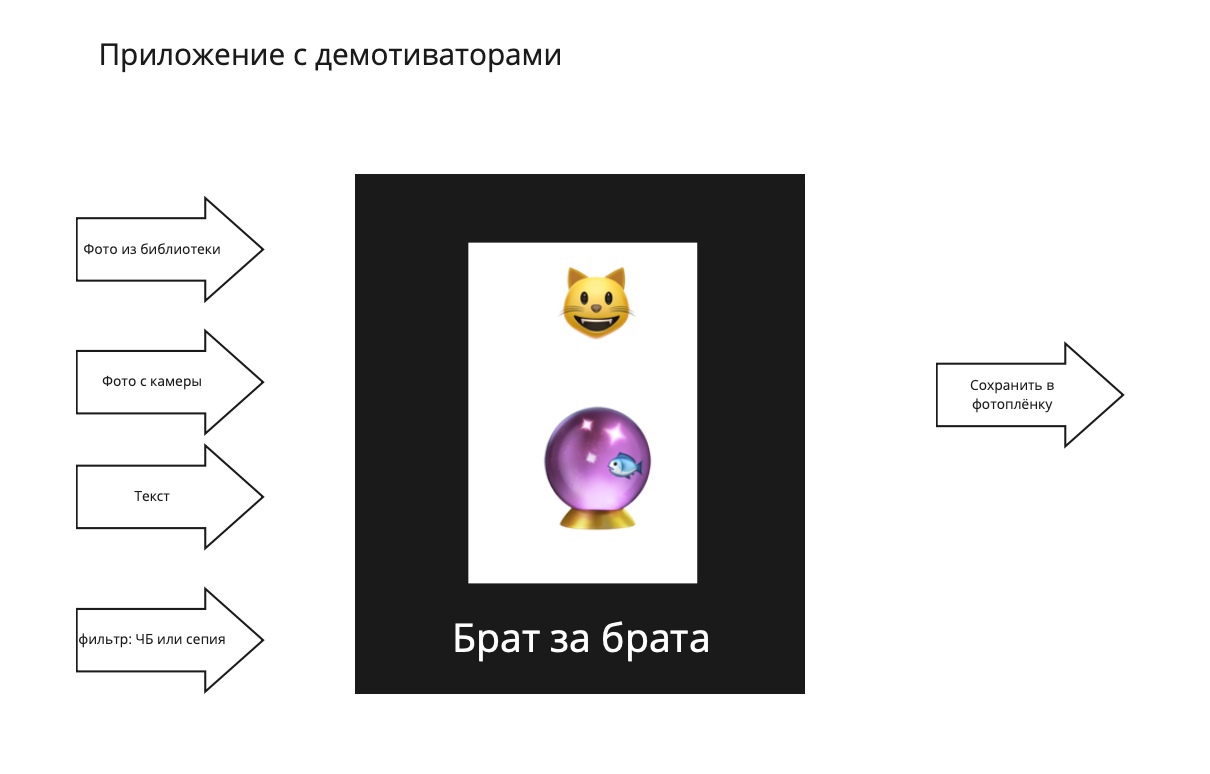 Приложение с демотиваторами
Фото из библиотеки
Фото с камеры
Текст
фильтр: ЧБ или сепия
Брат за брата
Сохранить в
фотоплёнку